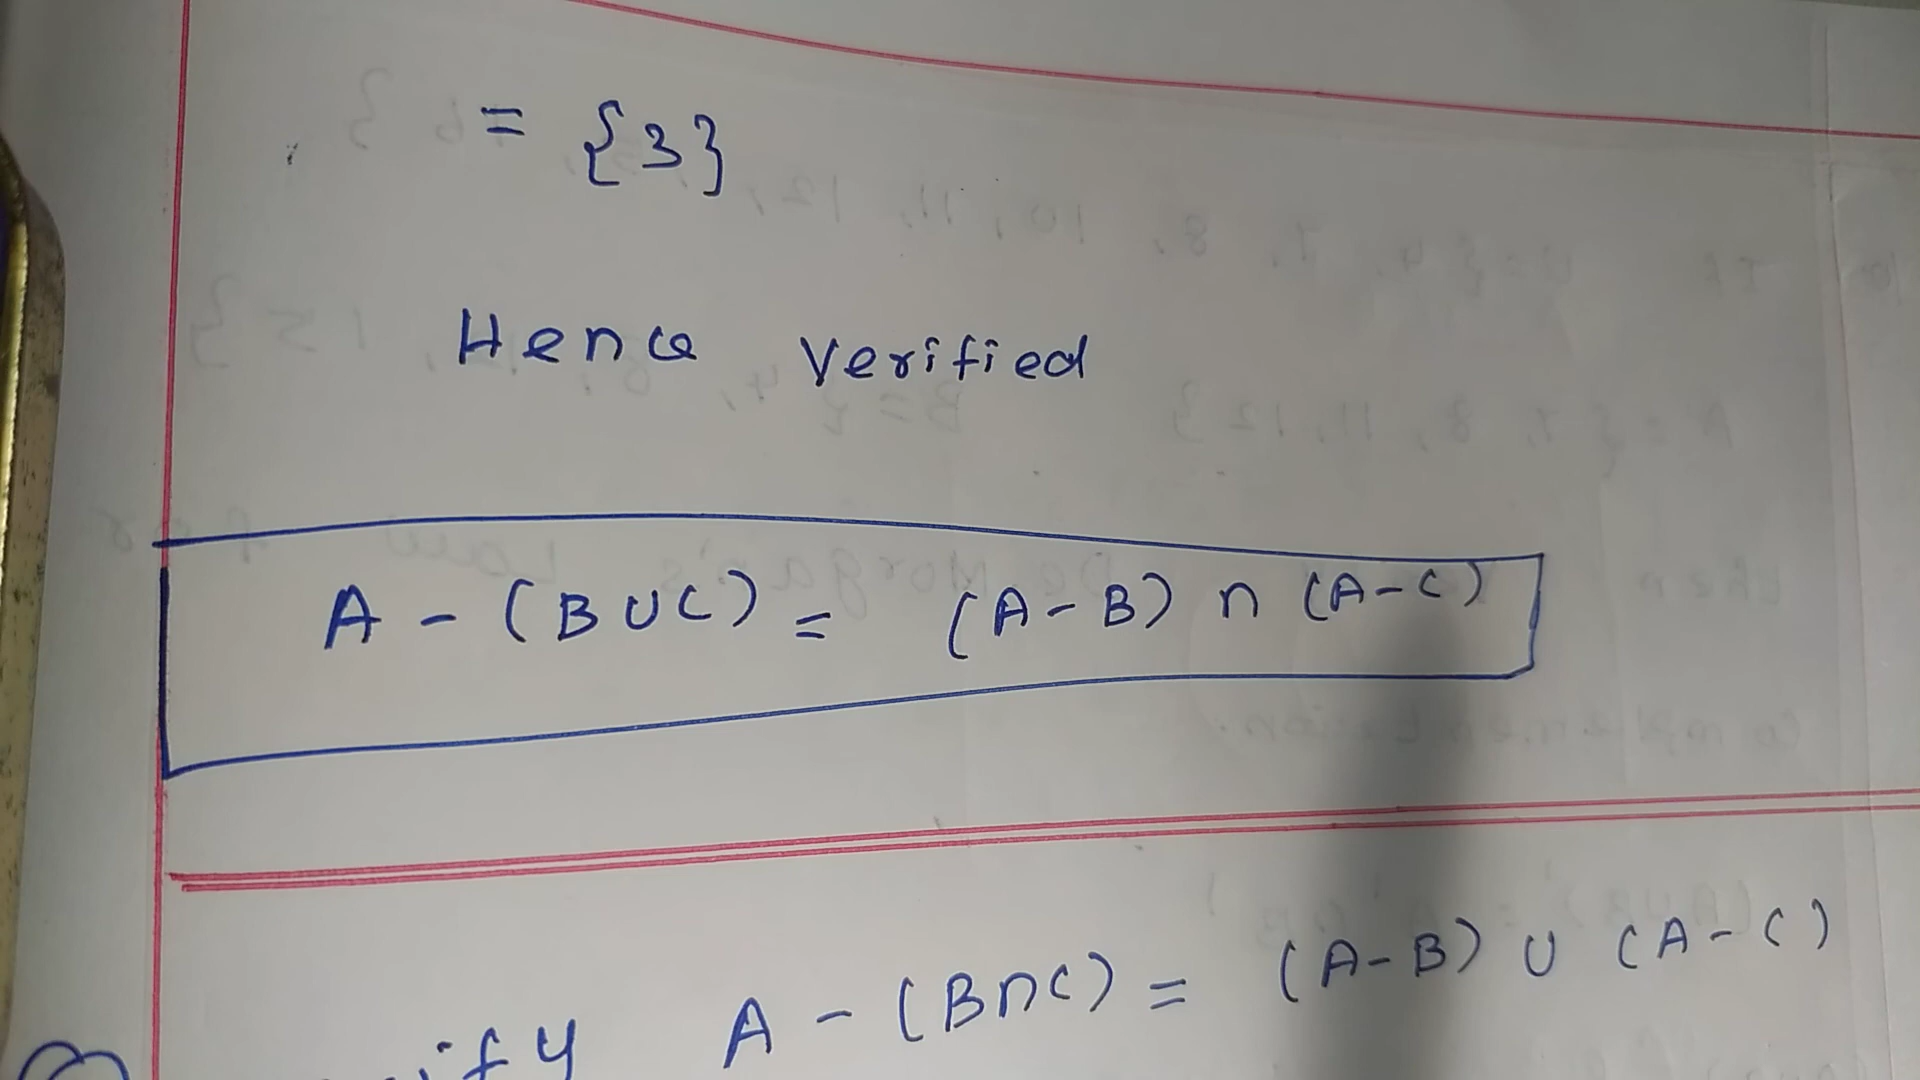 = {3}
Hence Verified
A - (B ∪ C) = (A - B) ∩ (A - C)
A - (B ∩ C) = (A - B) ∪ (A - C)